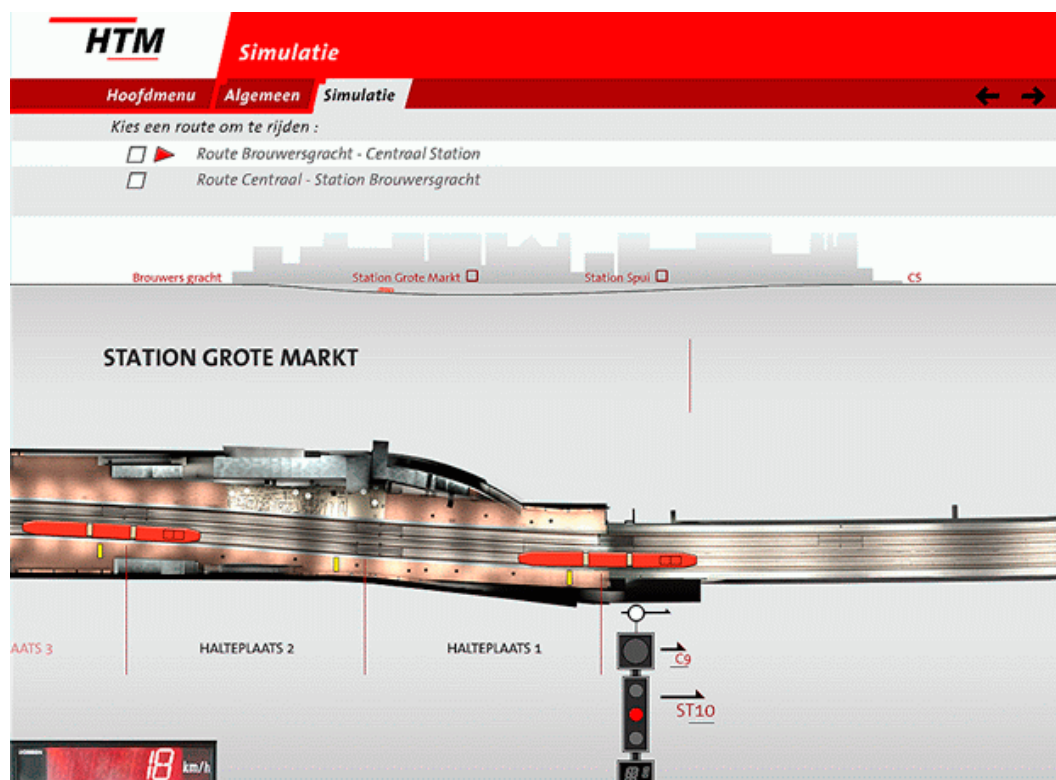 HTM
Simulatie
Hoofdmenu Algemeen Simulatie
Kies een route om te rijden :
Route Brouwersgracht - Centraal Station
Route Centraal - Station Brouwersgracht
Brouwers gracht Station Grote Markt Station Spui CS
STATION GROTE MARKT
AATS 3 HALTEPLAATS 2 HALTEPLAATS 1
C9
ST10
18 km/h